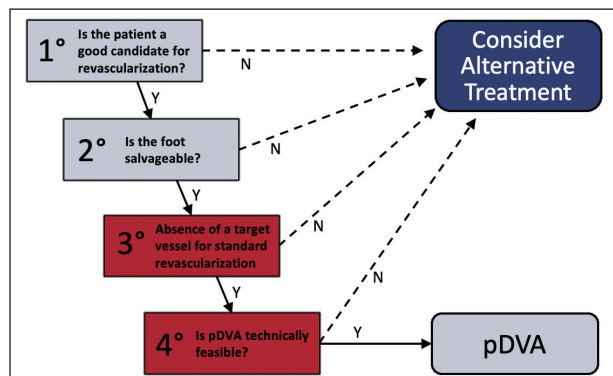 1°
Is the patient a
good candidate for
revascularization?
N
Consider
Alternative
Treatment
Y
2°
Is the foot
salvageable?
N
Y
3°
Absence of a target
vessel for standard
revascularization
N
Y
N
4°
Is pDVA technically
feasible?
Y
pDVA